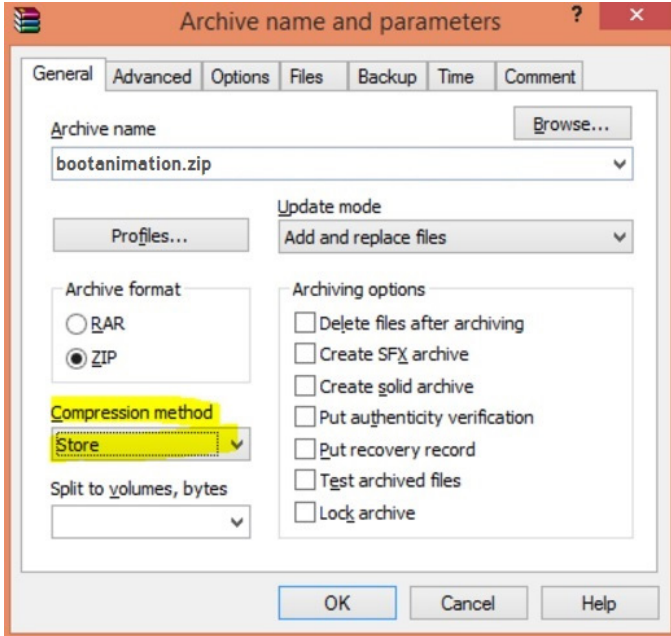 Archive name and parameters
?
×
General Advanced Options Files Backup Time Comment
Archive name
Browse...
bootanimation.zip
Update mode
Profiles...
Add and replace files
Archive format
RAR
ZIP
Compression method
Store
Split to volumes, bytes
Archiving options
Delete files after archiving
Create SFX archive
Create solid archive
Put authenticity verification
Put recovery record
Test archived files
Lock archive
OK Cancel Help